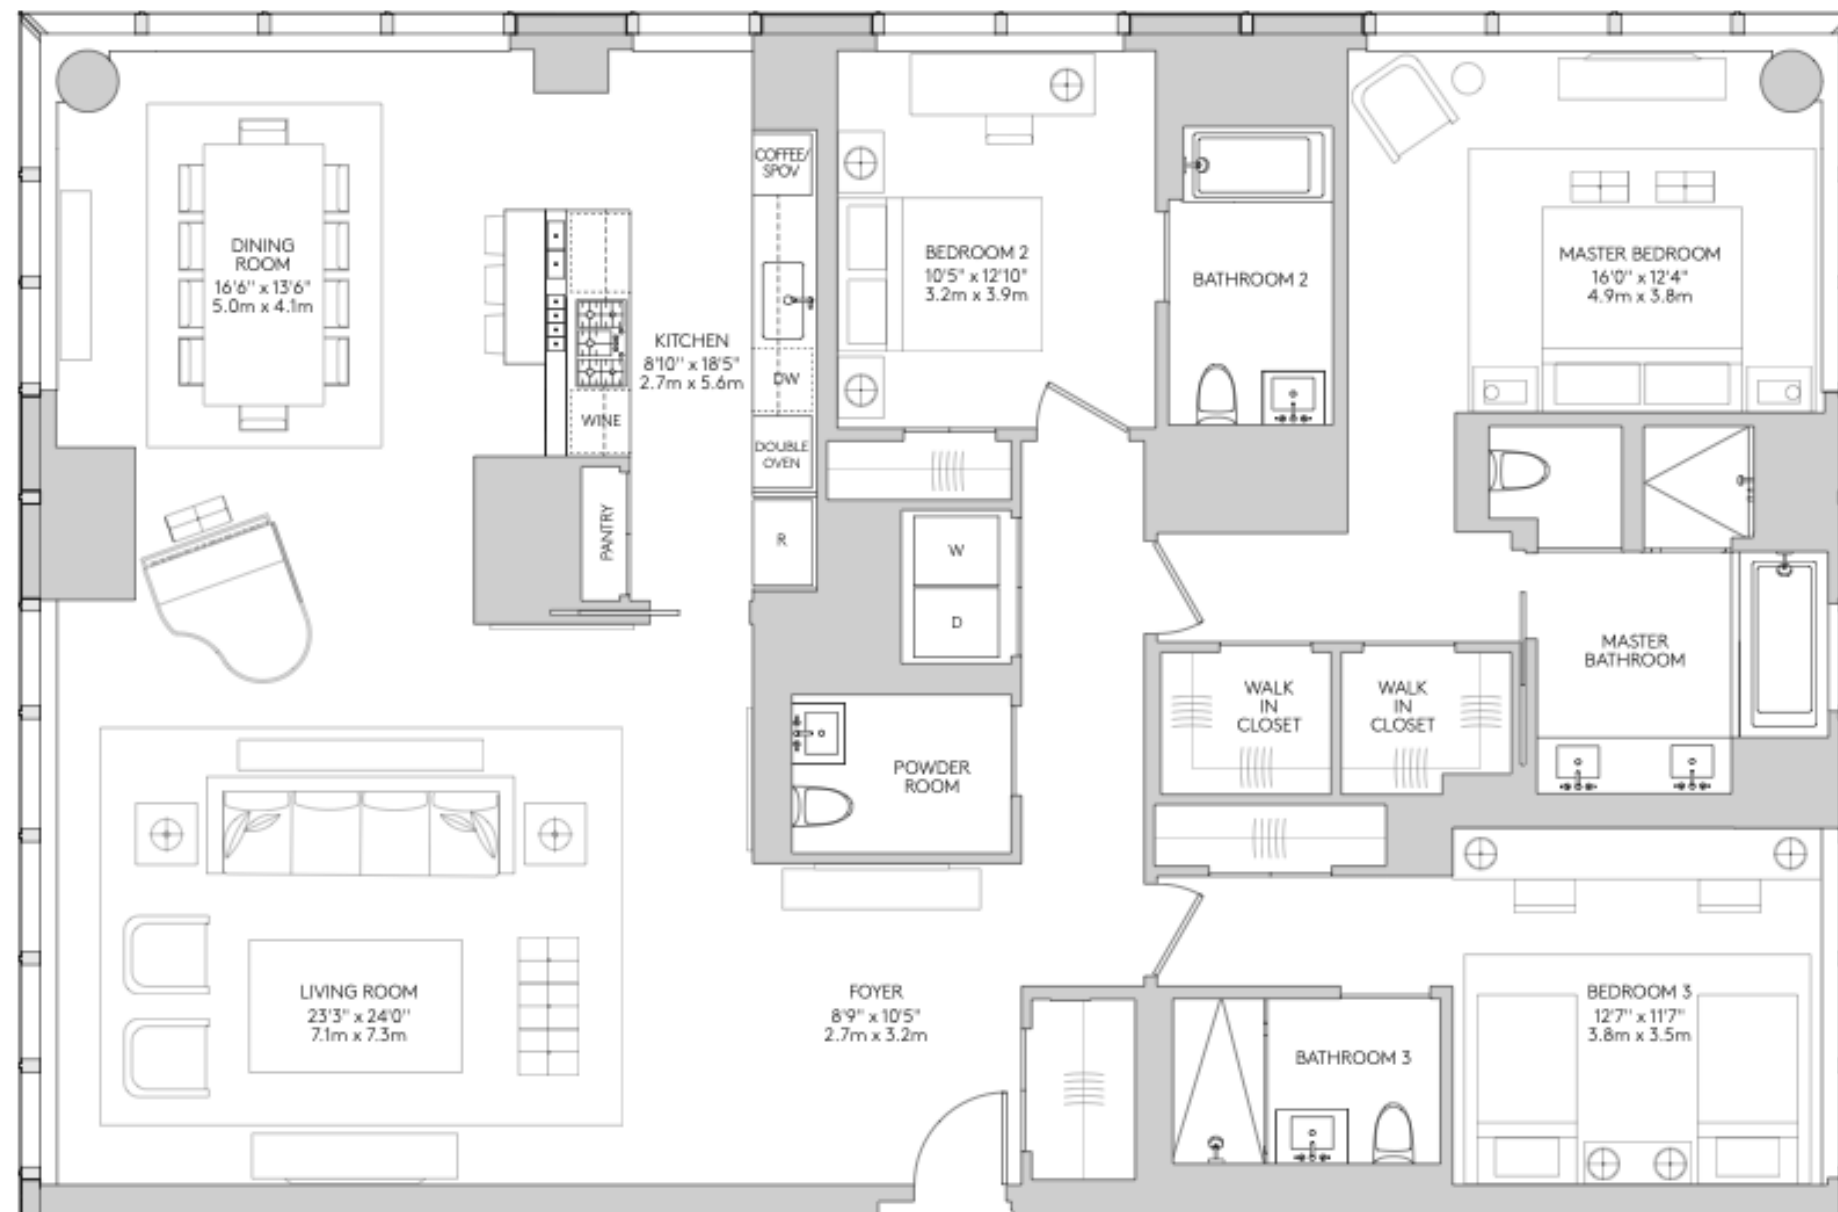 COFFEE/
SPOV
DINING
ROOM
16'6" x 13'6"
5.0m x 4.1m
KITCHEN
8'10" x 18'5"
2.7m x 5.6m
DW
WINE
DOUBLE
OVEN
PANTRY
R
BEDROOM 2
10'5" x 12'10"
3.2m x 3.9m
BATHROOM 2
MASTER BEDROOM
16'0" x 12'4"
4.9m x 3.8m
W
D
MASTER
BATHROOM
WALK
IN
CLOSET
WALK
IN
CLOSET
POWDER
ROOM
LIVING ROOM
23'3" x 24'0"
7.1m x 7.3m
FOYER
8'9" x 10'5"
2.7m x 3.2m
BATHROOM 3
BEDROOM 3
12'7" x 11'7"
3.8m x 3.5m